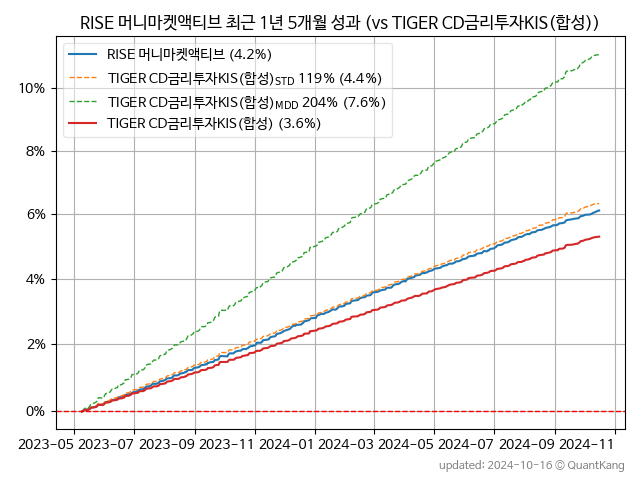 RISE 머니마켓액티브 최근 1년 5개월 성과 (vs TIGER CD금리투자KIS(합성))
RISE 머니마켓액티브 (4.2%)
TIGER CD금리투자KIS(합성)STD 119% (4.4%)
TIGER CD금리투자KIS(합성)MDD 204% (7.6%)
TIGER CD금리투자KIS(합성) (3.6%)
10%
8%
6%
4%
2%
0%
2023-05 2023-07 2023-09 2023-11 2024-01 2024-03 2024-05 2024-07 2024-09 2024-11
updated: 2024-10-16 © QuantKang